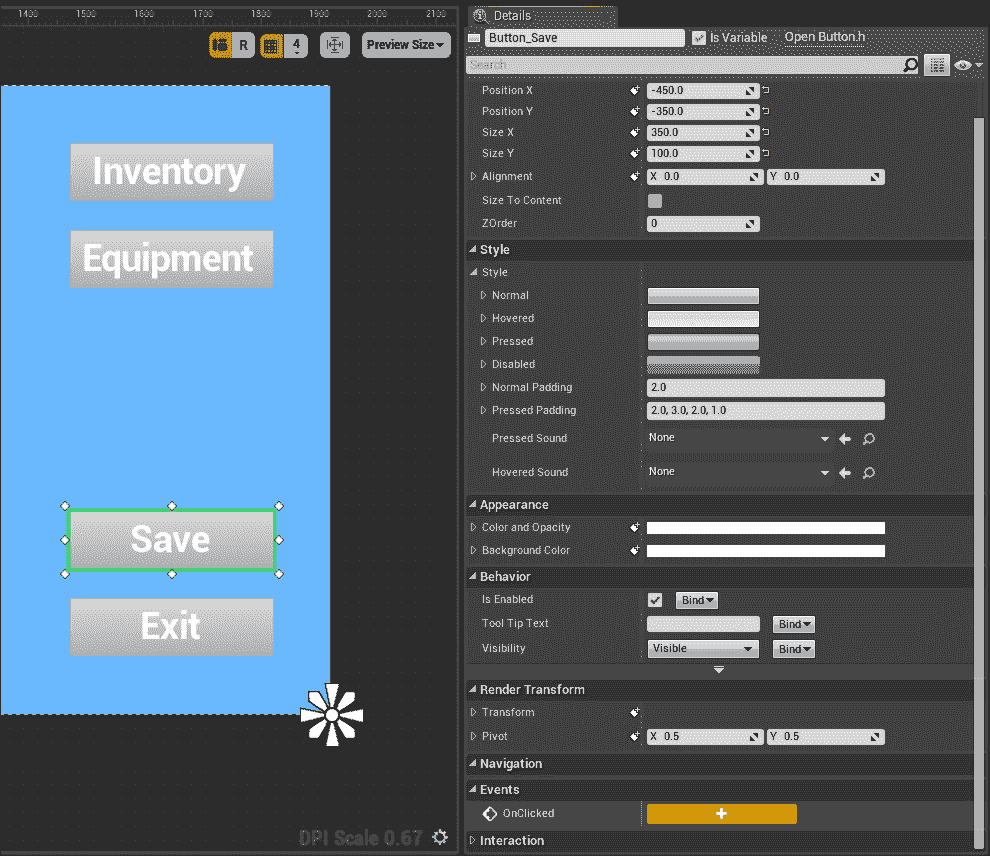 1400 1500 1600 1700 1800 1900 2000 2100
R 4 Preview Size
Inventory
Equipment
Save
Exit
DPI Scale 0.67
Details
Button_Save Is Variable Open Button.h
Search
Position X -450.0
Position Y -350.0
Size X 350.0
Size Y 100.0
Alignment X 0.0 Y 0.0
Size To Content
ZOrder 0
Style
Style
Normal
Hovered
Pressed
Disabled
Normal Padding 2.0
Pressed Padding 2.0, 3.0, 2.0, 1.0
Pressed Sound None
Hovered Sound None
Appearance
Color and Opacity
Background Color
Behavior
Is Enabled Bind
Tool Tip Text Bind
Visibility Visible Bind
Render Transform
Transform
Pivot X 0.5 Y 0.5
Navigation
Events
OnClicked +
Interaction